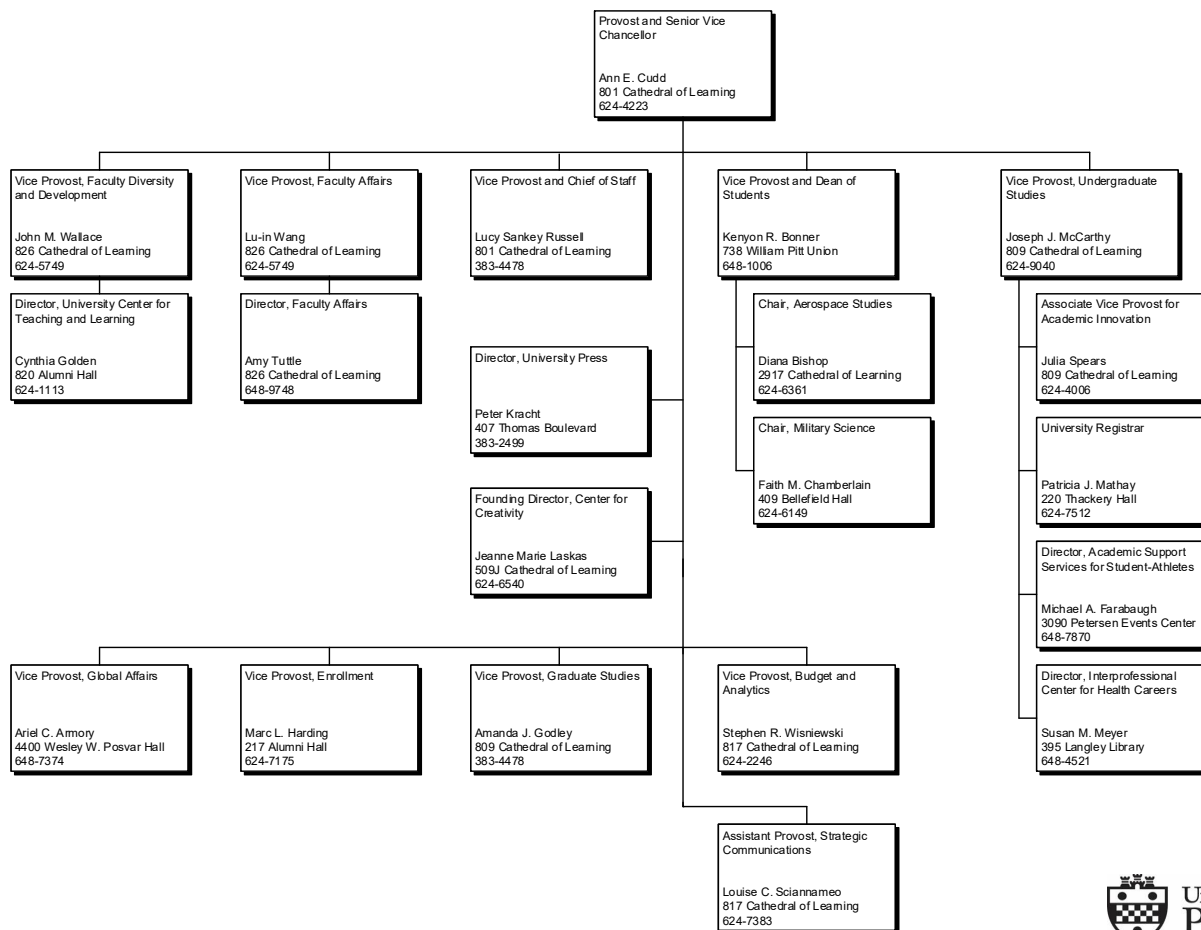 Provost and Senior Vice
Chancellor
Ann E. Cudd
801 Cathedral of Learning
624-4223
Vice Provost, Faculty Diversity
and Development
John M. Wallace
826 Cathedral of Learning
624-5749
Vice Provost, Faculty Affairs
Lu-in Wang
826 Cathedral of Learning
624-5749
Vice Provost and Chief of Staff
Lucy Sankey Russell
801 Cathedral of Learning
383-4478
Vice Provost and Dean of
Students
Kenyon R. Bonner
738 William Pitt Union
648-1006
Vice Provost, Undergraduate
Studies
Joseph J. McCarthy
809 Cathedral of Learning
624-9040
Director, University Center for
Teaching and Learning
Cynthia Golden
820 Alumni Hall
624-1113
Director, Faculty Affairs
Amy Tuttle
826 Cathedral of Learning
648-9748
Director, University Press
Peter Kracht
407 Thomas Boulevard
383-2499
Founding Director, Center for
Creativity
Jeanne Marie Laskas
509J Cathedral of Learning
624-6540
Chair, Aerospace Studies
Diana Bishop
2917 Cathedral of Learning
624-6361
Chair, Military Science
Faith M. Chamberlain
409 Bellefield Hall
624-6149
Associate Vice Provost for
Academic Innovation
Julia Spears
809 Cathedral of Learning
624-4006
University Registrar
Patricia J. Mathay
220 Thackery Hall
624-7512
Director, Academic Support
Services for Student-Athletes
Michael A. Farabaugh
3090 Petersen Events Center
648-7870
Director, Interprofessional
Center for Health Careers
Susan M. Meyer
395 Langley Library
648-4521
Vice Provost, Global Affairs
Ariel C. Armory
4400 Wesley W. Posvar Hall
648-7374
Vice Provost, Enrollment
Marc L. Harding
217 Alumni Hall
624-7175
Vice Provost, Graduate Studies
Amanda J. Godley
809 Cathedral of Learning
383-4478
Vice Provost, Budget and
Analytics
Stephen R. Wisniewski
817 Cathedral of Learning
624-2246
Assistant Provost, Strategic
Communications
Louise C. Sciannameo
817 Cathedral of Learning
624-7383